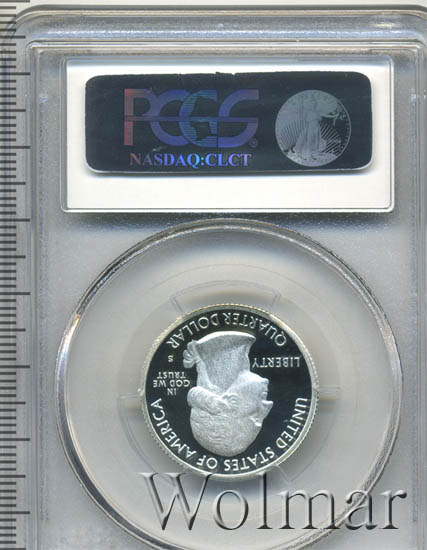 PCGS
NASDAQ:CLCT
UNITED STATES OF AMERICA
LIBERTY
IN
GOD WE
TRUST
S
QUARTER DOLLAR
Wolmar